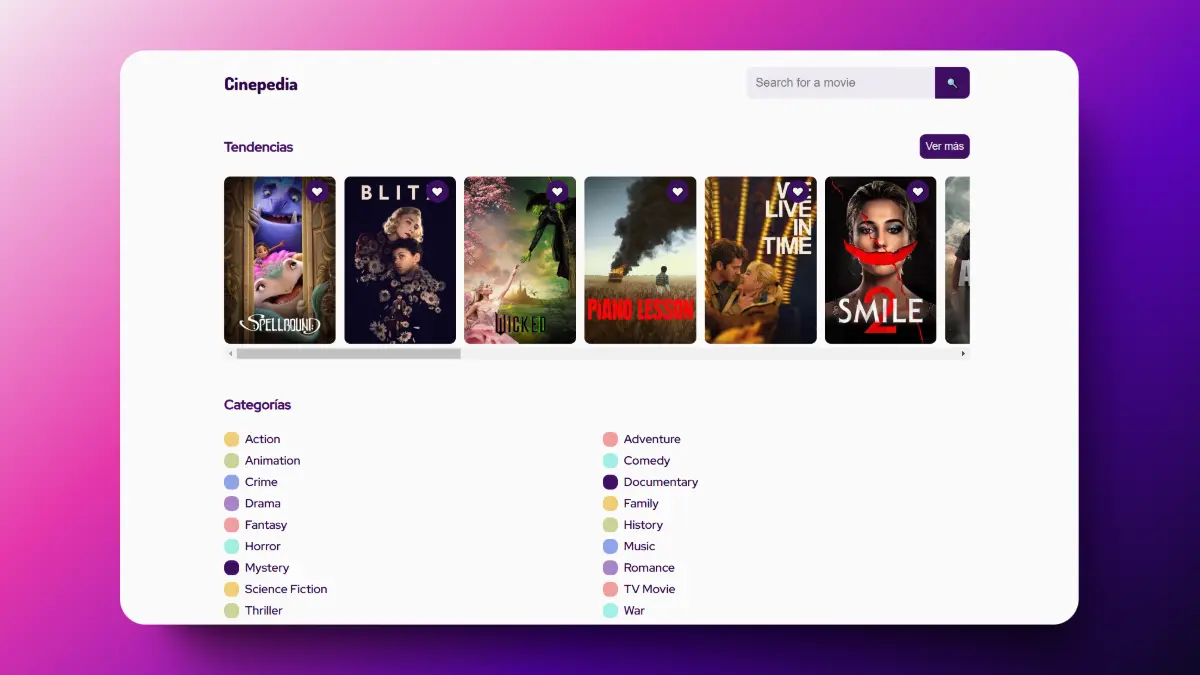 Cinepedia
Search for a movie
Tendencias
Ver más
SPELLBOUND
BLIT
WICKED
PIANO LESSON
WE
LIVE
IN
TIME
SMILE
2
Categorías
Action
Adventure
Animation
Comedy
Crime
Documentary
Drama
Family
Fantasy
History
Horror
Music
Mystery
Romance
Science Fiction
TV Movie
Thriller
War